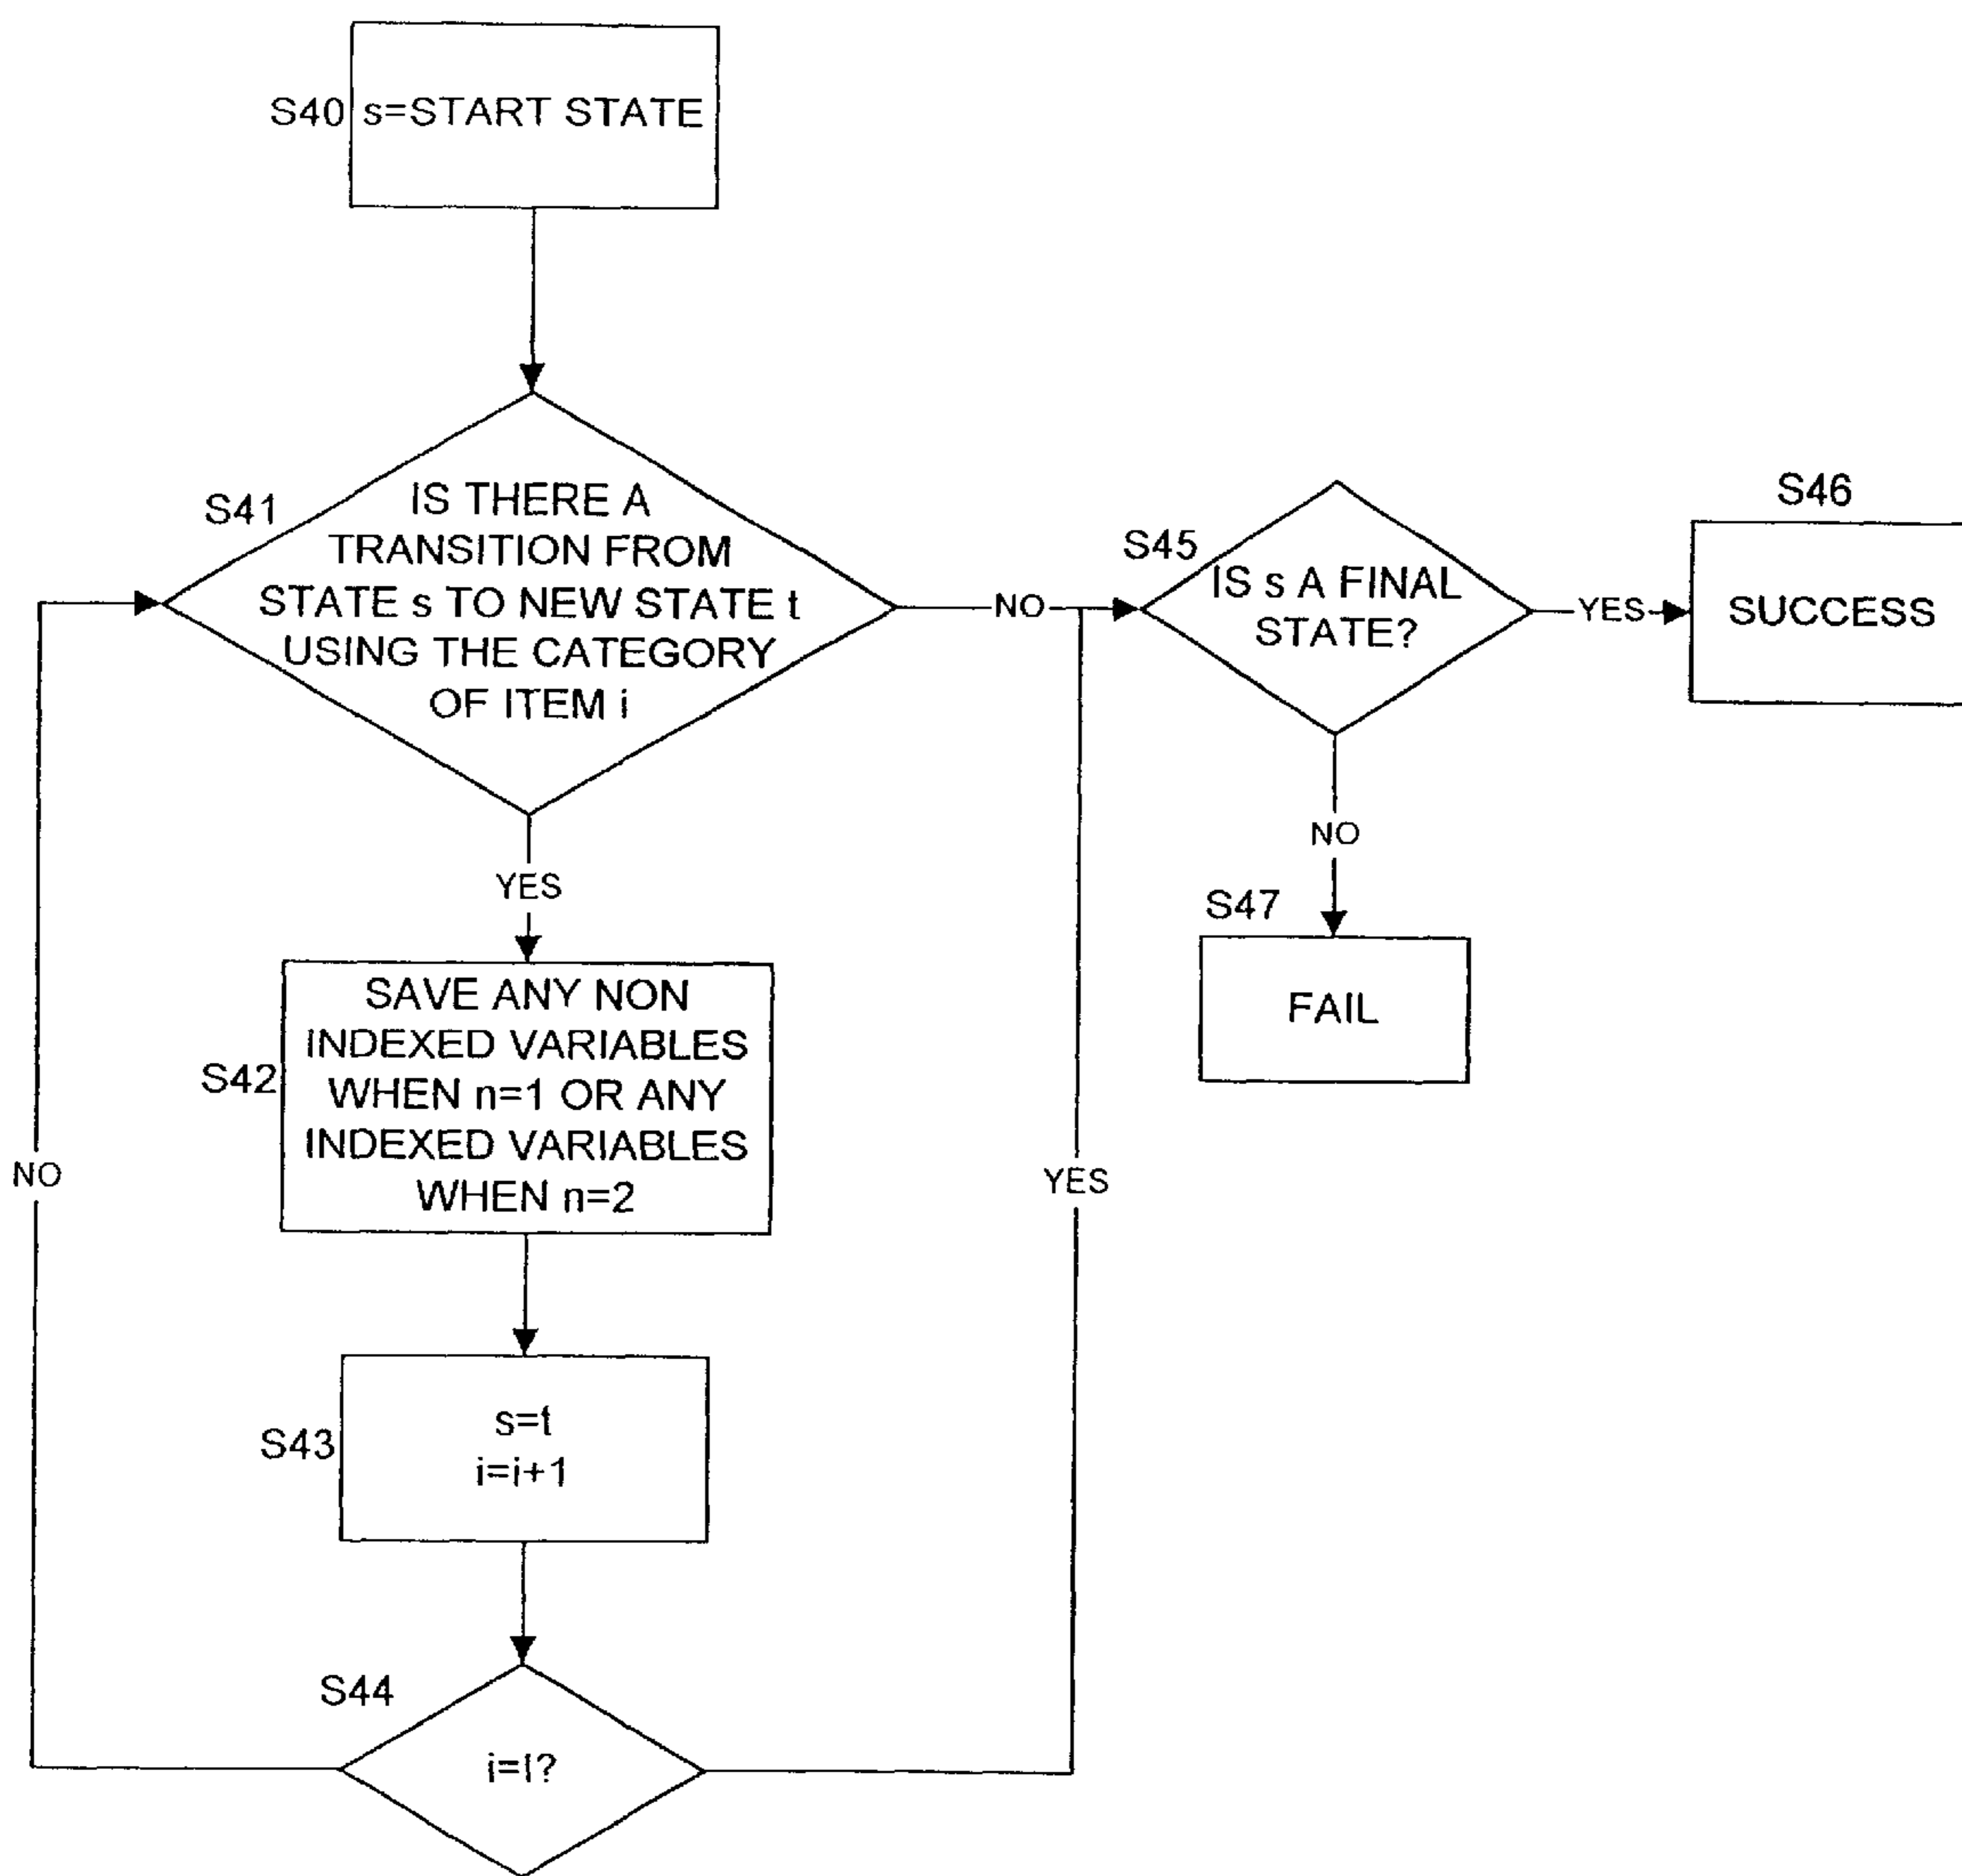 S40
s=START STATE
S41
IS THERE A
TRANSITION FROM
STATE s TO NEW STATE t
USING THE CATEGORY
OF ITEM i
NO
YES
S42
SAVE ANY NON
INDEXED VARIABLES
WHEN n=1 OR ANY
INDEXED VARIABLES
WHEN n=2
S43
s=t
i=i+1
S44
i=I?
NO
YES
S45
IS s A FINAL
STATE?
YES
NO
S46
SUCCESS
S47
FAIL